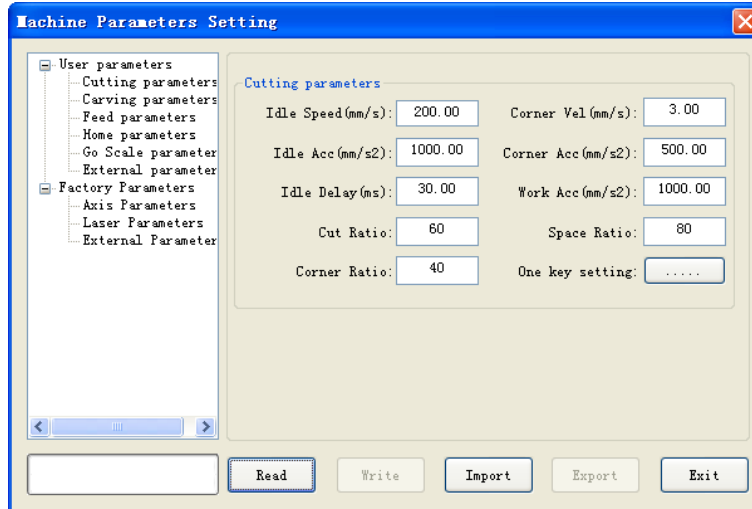 Machine Parameters Setting
User parameters
Cutting parameters
Carving parameters
Feed parameters
Home parameters
Go Scale parameter
External parameter
Factory Parameters
Axis Parameters
Laser Parameters
External Parameter
Cutting parameters
Idle Speed(mm/s): 200.00 Corner Vel(mm/s): 3.00
Idle Acc(mm/s2): 1000.00 Corner Acc(mm/s2): 500.00
Idle Delay(ms): 30.00 Work Acc(mm/s2): 1000.00
Cut Ratio: 60 Space Ratio: 80
Corner Ratio: 40 One key setting: .....
Read Write Import Export Exit